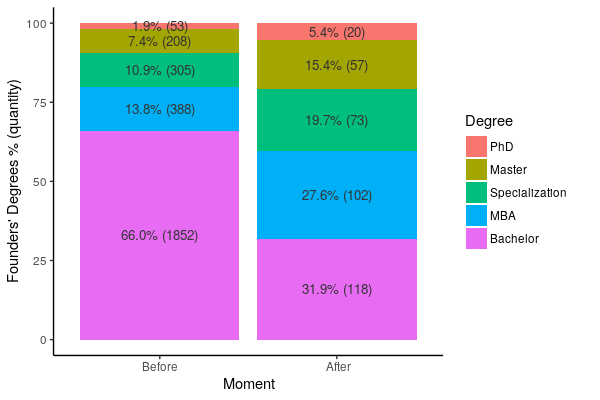 Founders' Degrees % (quantity)
100
75
50
25
0
1.9% (53)
7.4% (208)
10.9% (305)
13.8% (388)
66.0% (1852)
5.4% (20)
15.4% (57)
19.7% (73)
27.6% (102)
31.9% (118)
Before
After
Moment
Degree
PhD
Master
Specialization
MBA
Bachelor